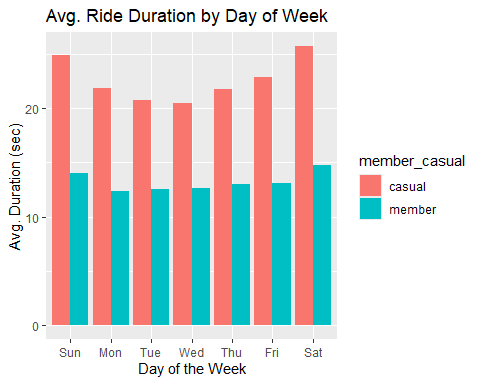 Avg. Ride Duration by Day of Week
Avg. Duration (sec)
20
10
0
Sun Mon Tue Wed Thu Fri Sat
Day of the Week
member_casual
casual
member